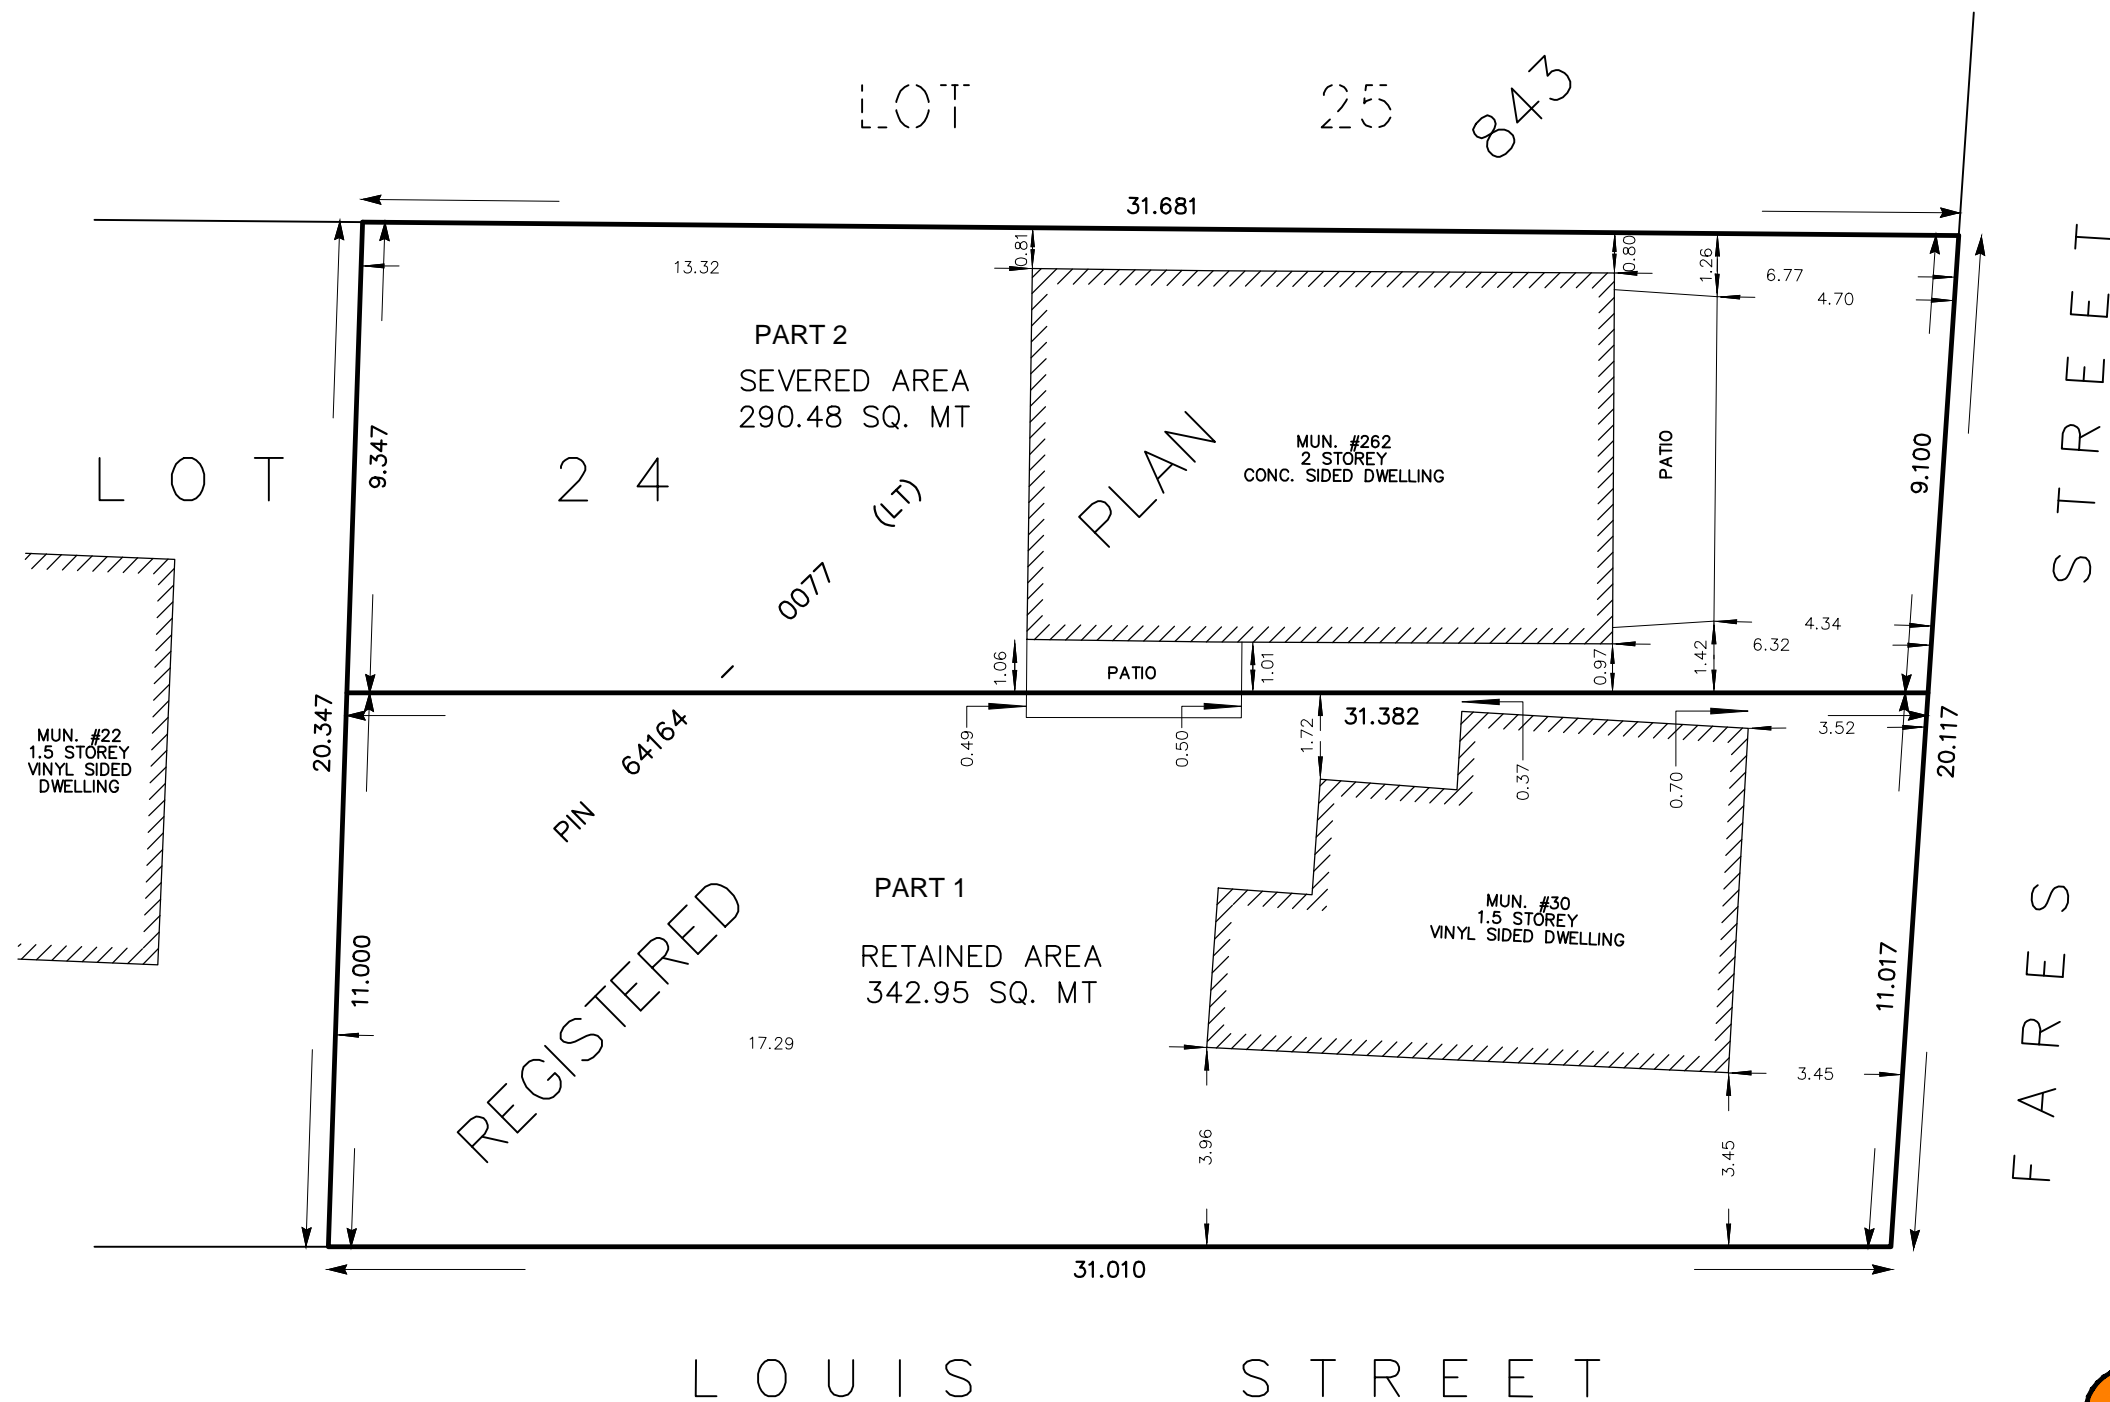 LOT 25
843
31.681
0.81
0.80
1.26
13.32
6.77
4.70
PART 2
SEVERED AREA
290.48 SQ. MT
9.347
LOT 24
(LT)
PLAN
MUN. #262
2 STOREY
CONC. SIDED DWELLING
PATIO
9.100
0077
–
1.06
PATIO
1.01
0.97
1.42
4.34
6.32
20.347
64164
PIN
0.49
0.50
1.72
31.382
0.37
0.70
3.52
20.117
MUN. #22
1.5 STOREY
VINYL SIDED
DWELLING
PART 1
RETAINED AREA
342.95 SQ. MT
MUN. #30
1.5 STOREY
VINYL SIDED DWELLING
REGISTERED
11.000
11.017
17.29
3.45
3.96
3.45
31.010
LOUIS STREET
FARES STREET